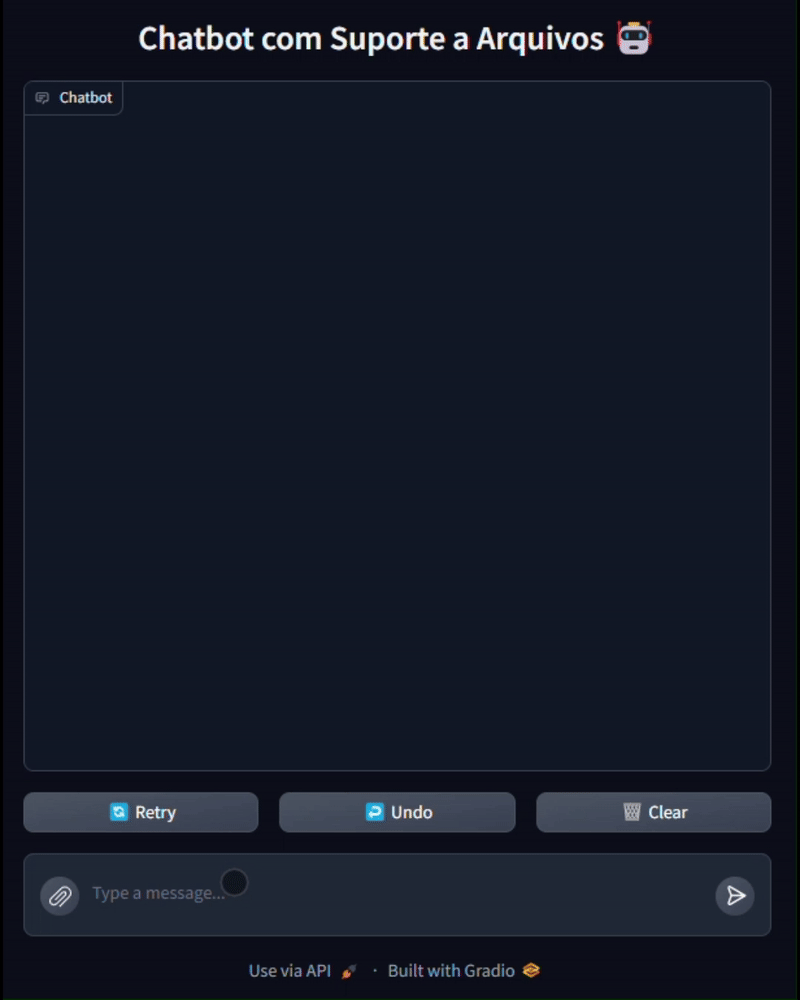 Chatbot com Suporte a Arquivos 🤖
Chatbot
Retry
Undo
Clear
Type a message...
Use via API 🚀 · Built with Gradio